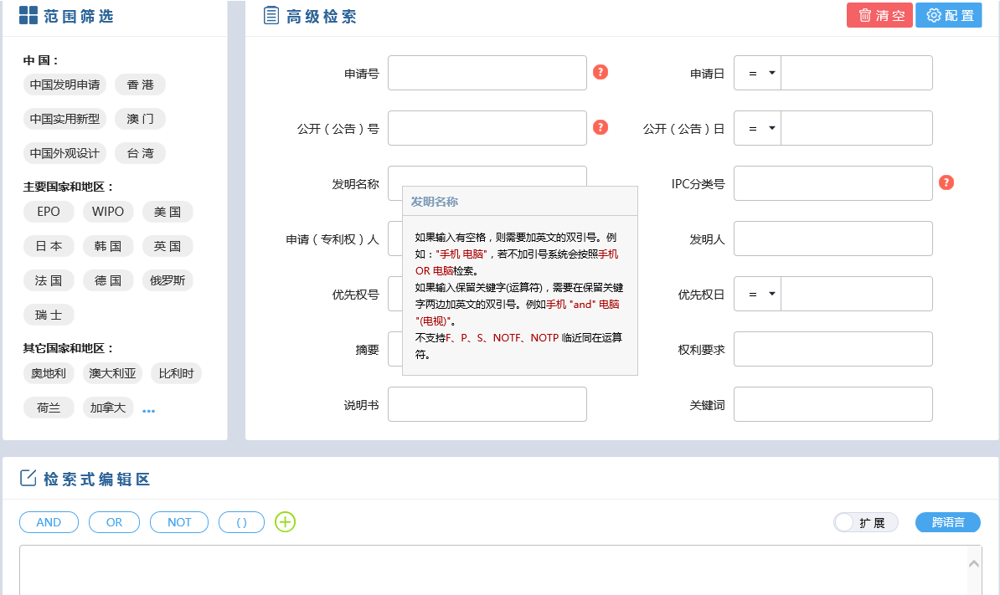 范围筛选
中国：
中国发明申请 香港
中国实用新型 澳门
中国外观设计 台湾
主要国家和地区：
EPO WIPO 美国
日本 韩国 英国
法国 德国 俄罗斯
瑞士
其它国家和地区：
奥地利 澳大利亚 比利时
荷兰 加拿大 ...
高级检索 清空 配置
申请号 ? 申请日 =
公开（公告）号 ? 公开（公告）日 =
发明名称 IPC分类号 ?
申请（专利权）人 发明人
优先权号 优先权日 =
摘要 权利要求
说明书 关键词
发明名称
如果输入有空格，则需要加英文的双引号。例
如："手机 电脑"，若不加引号系统会按照手机
OR 电脑检索。
如果输入保留关键字(运算符)，需要在保留关键
字两边加英文的双引号。例如手机 "and" 电脑
"(电视)"。
不支持F、P、S、NOTF、NOTP 临近同在运算
符。
检索式编辑区
AND OR NOT () 扩展 跨语言